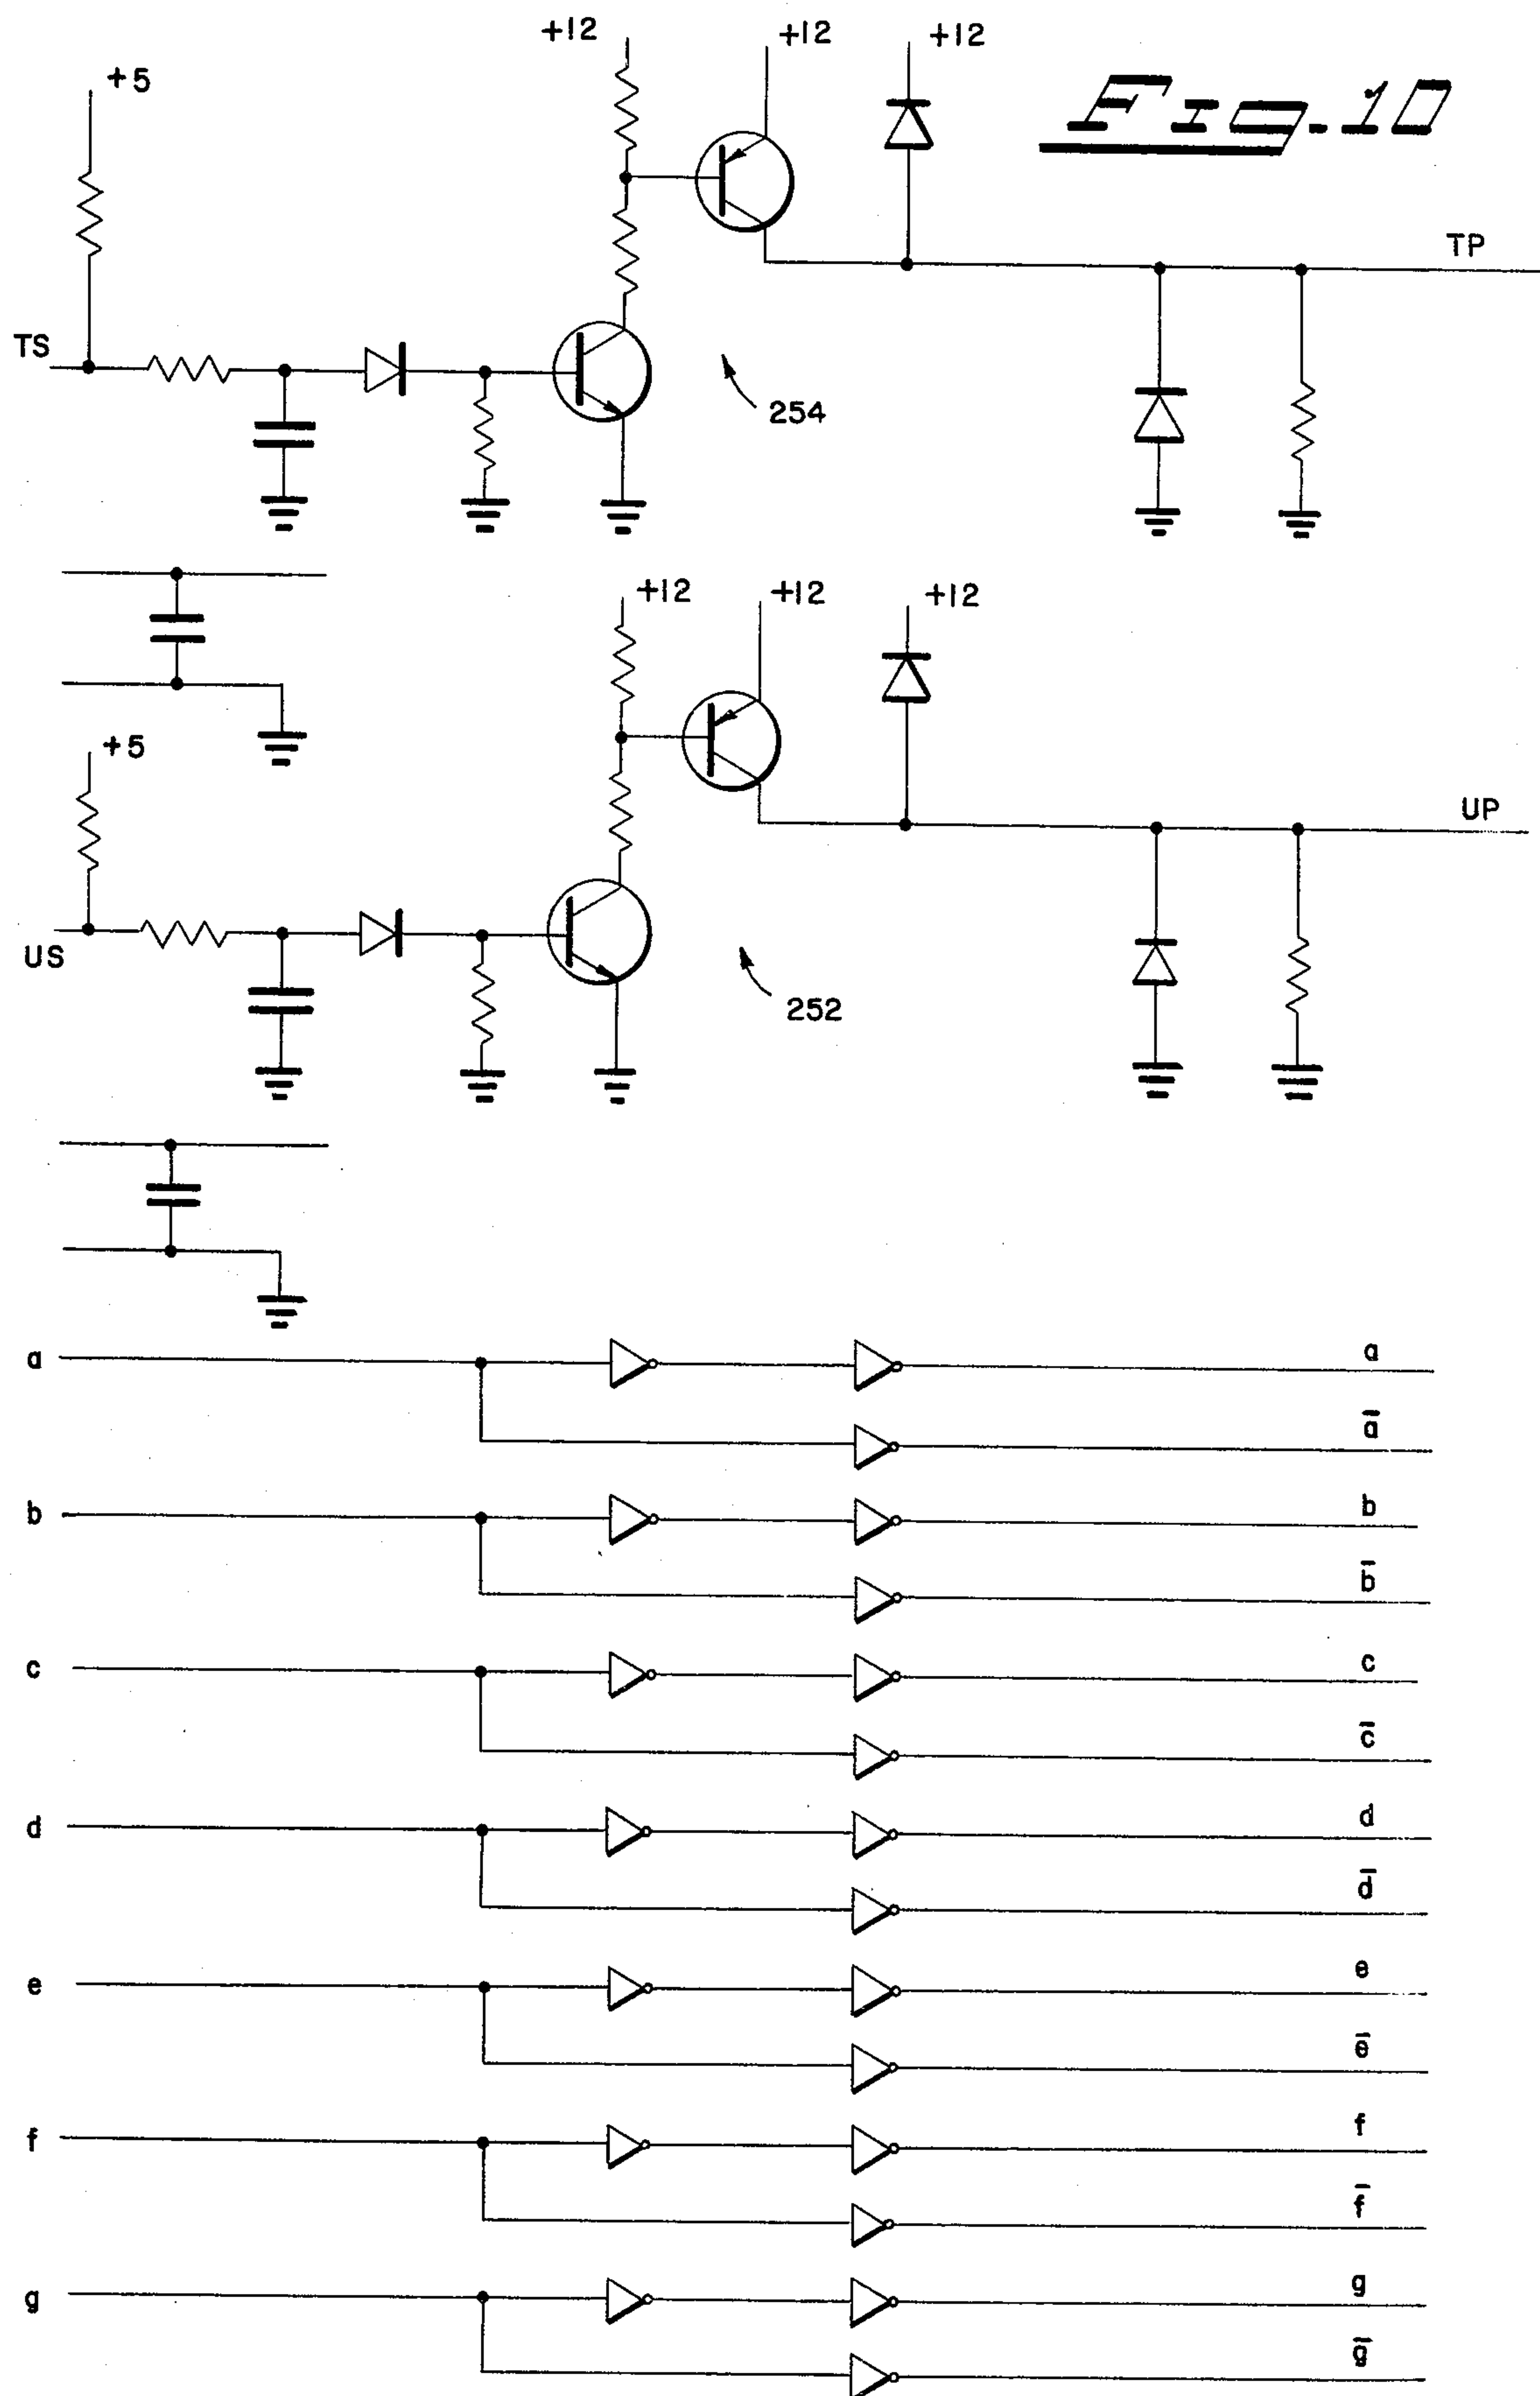 +12 +12 +12
Fig. 10
+5
TP
TS
254
+12 +12 +12
+5
UP
US
252
a a
a̅
b b
b̅
c c
c̅
d d
d̅
e e
e̅
f f
f̅
g g
g̅